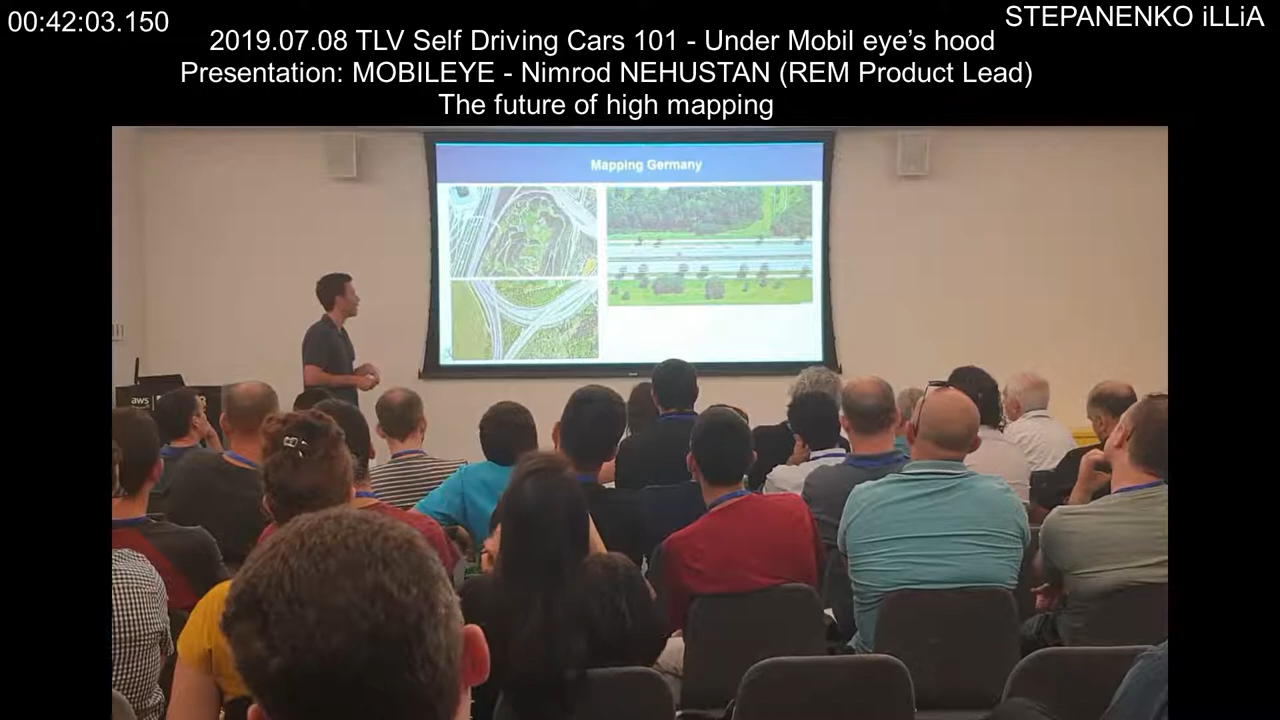 00:42:03.150
STEPANENKO iLLiA
2019.07.08 TLV Self Driving Cars 101 - Under Mobil eye’s hood
Presentation: MOBILEYE - Nimrod NEHUSTAN (REM Product Lead)
The future of high mapping
Mapping Germany
aws